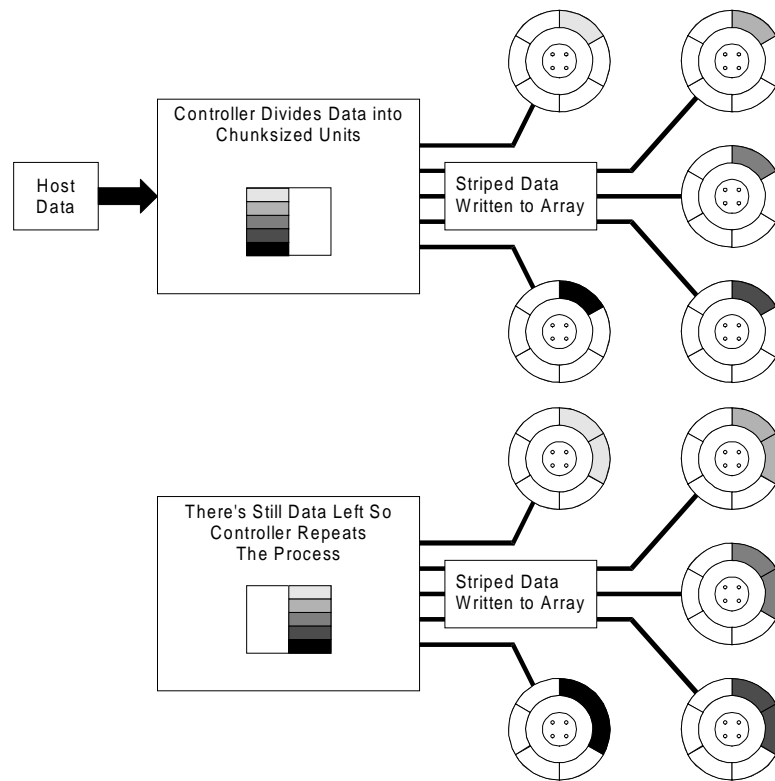 Controller Divides Data into
Chunksized Units
Host
Data
Striped Data
Written to Array
There's Still Data Left So
Controller Repeats
The Process
Striped Data
Written to Array